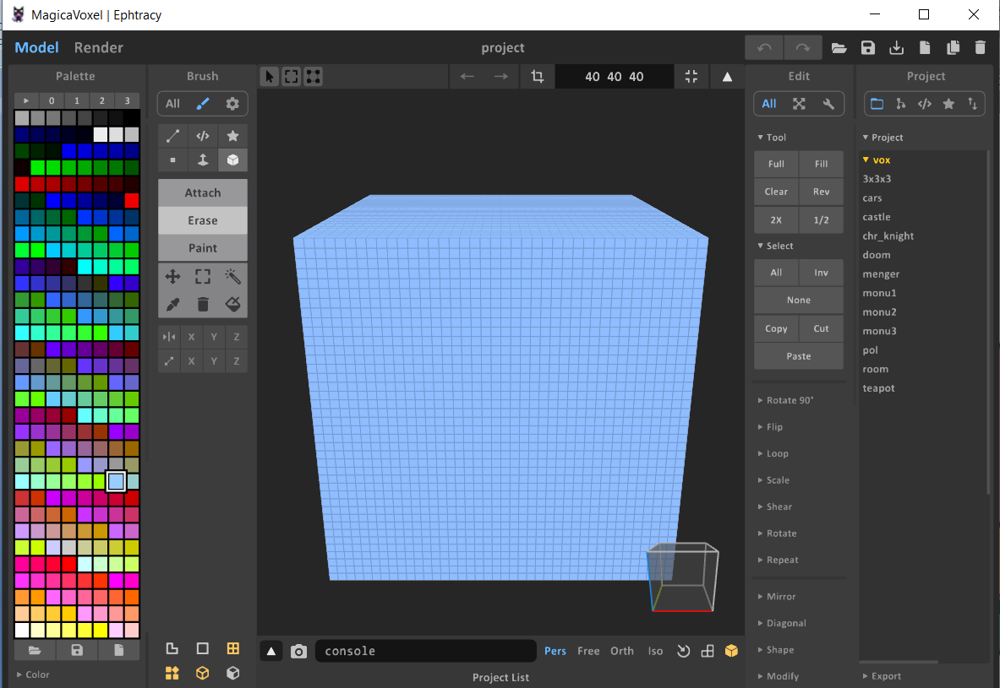 MagicaVoxel | Ephtracy
Model Render
project
Palette
0 1 2 3
Color
Brush
All
Attach
Erase
Paint
X Y Z
X Y Z
40 40 40
console
Pers Free Orth Iso
Project List
Edit
All
Tool
Full Fill
Clear Rev
2X 1/2
Select
All Inv
None
Copy Cut
Paste
Rotate 90°
Flip
Loop
Scale
Shear
Rotate
Repeat
Mirror
Diagonal
Shape
Modify
Project
Project
vox
3x3x3
cars
castle
chr_knight
doom
menger
monu1
monu2
monu3
pol
room
teapot
Export